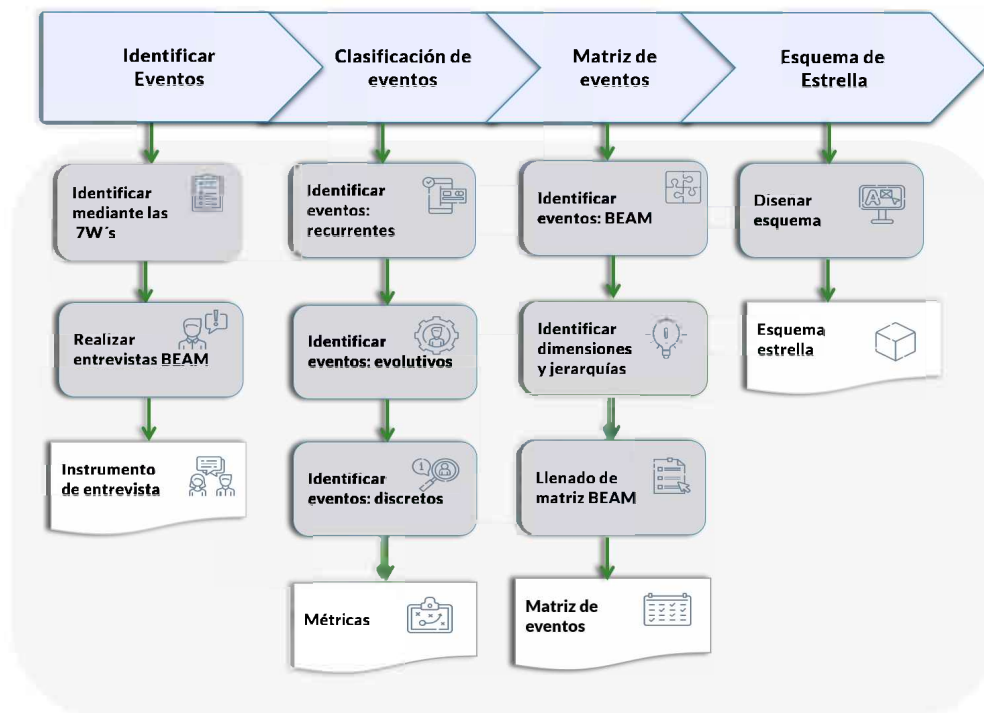 Identificar
Eventos
Clasificación de
eventos
Matriz de
eventos
Esquema de
Estrella
Identificar
mediante las
7W´s
Realizar
entrevistas BEAM
Instrumento
de entrevista
Identificar
eventos:
recurrentes
Identificar
eventos: evolutivos
Identificar
eventos: discretos
Métricas
Identificar
eventos: BEAM
Identificar
dimensiones
y jerarquías
Llenado de
matriz BEAM
Matriz de
eventos
Disenar
esquema
A
Esquema
estrella